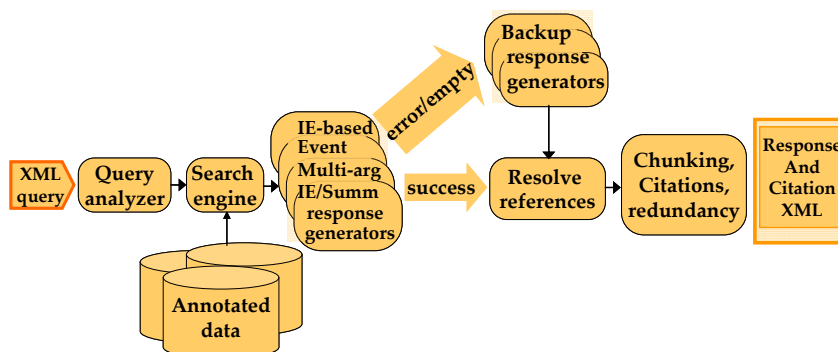 XML
query
Query
analyzer
Search
engine
Annotated
data
IE-based
Event
Multi-arg
IE/Summ
response
generators
error/empty
success
Backup
response
generators
Resolve
references
Chunking,
Citations,
redundancy
Response
And
Citation
XML